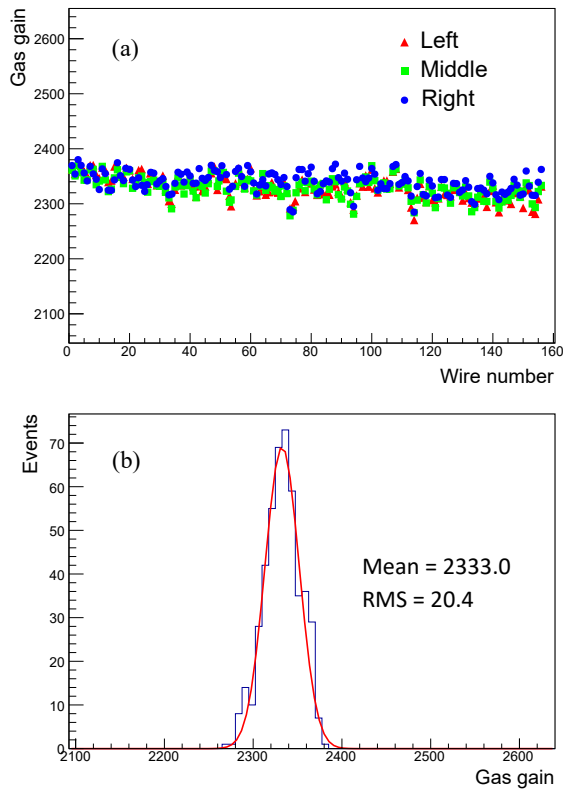 Gas gain
2600
2500
2400
2300
2200
2100
(a)
Left
Middle
Right
0 20 40 60 80 100 120 140 160
Wire number
Events
70
60
50
40
30
20
10
0
(b)
Mean = 2333.0
RMS = 20.4
2100 2200 2300 2400 2500 2600
Gas gain